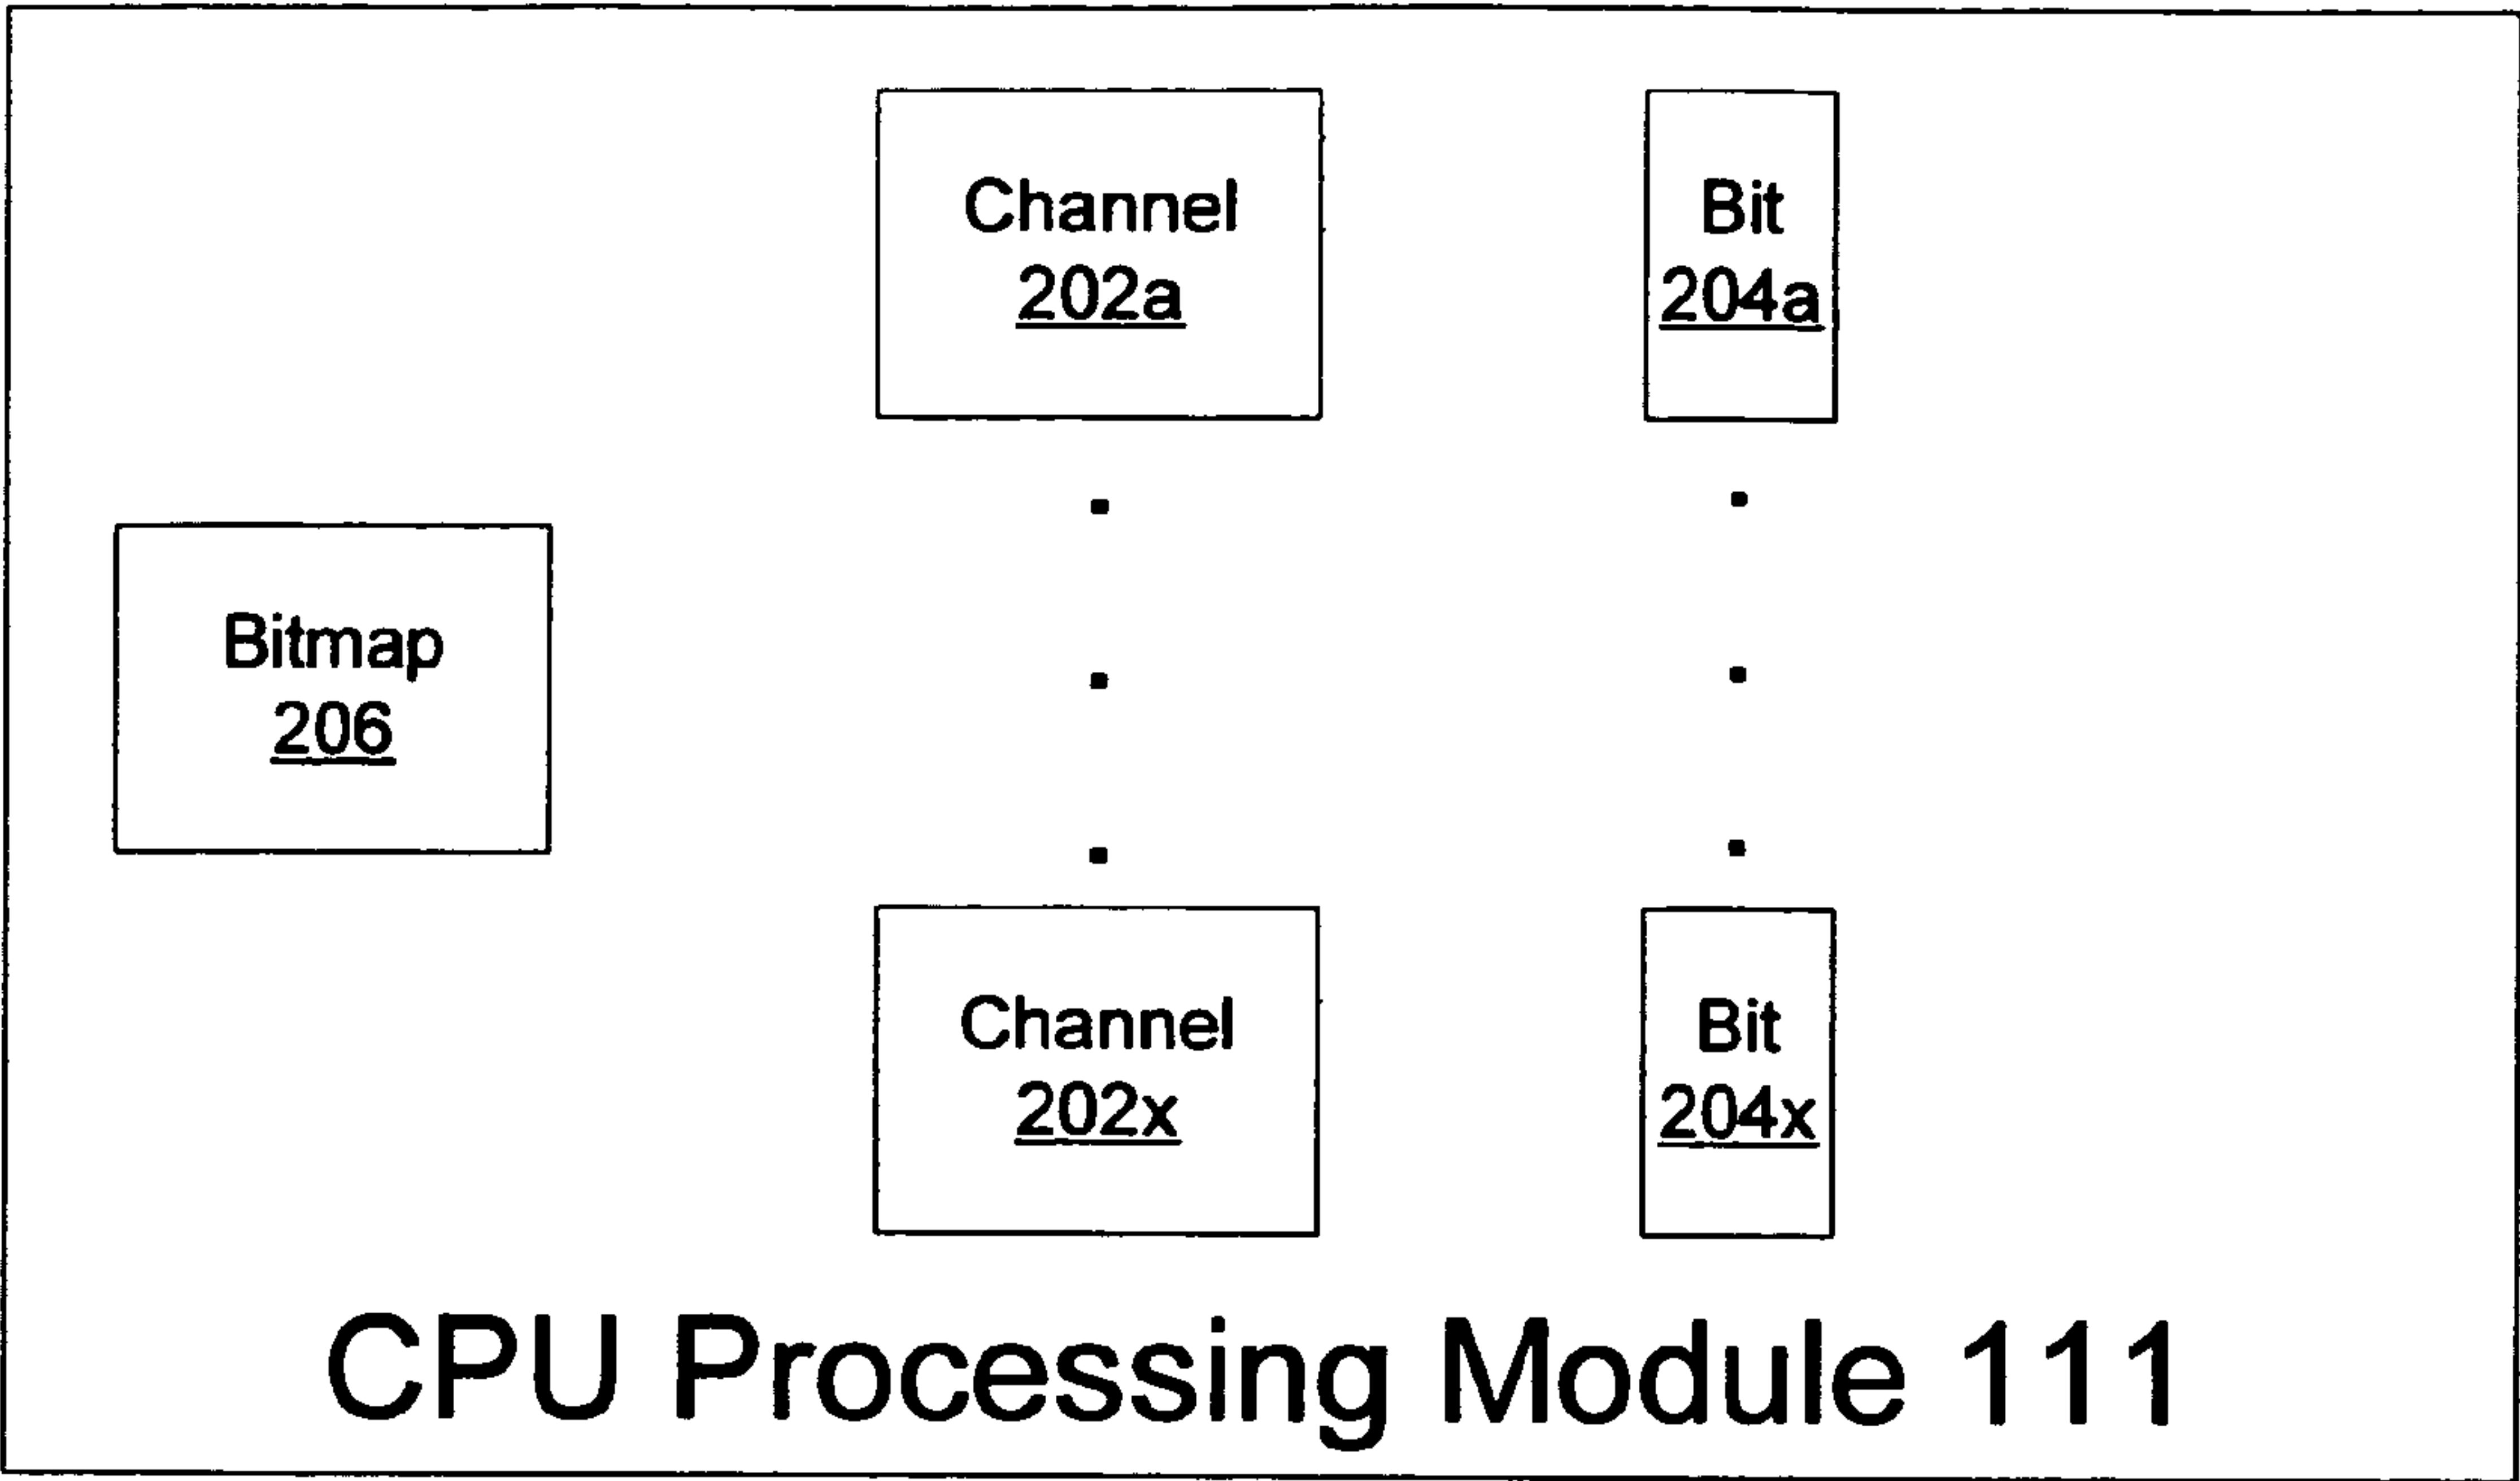 Channel
202a
Bit
204a
Bitmap
206
Channel
202x
Bit
204x
CPU Processing Module 111